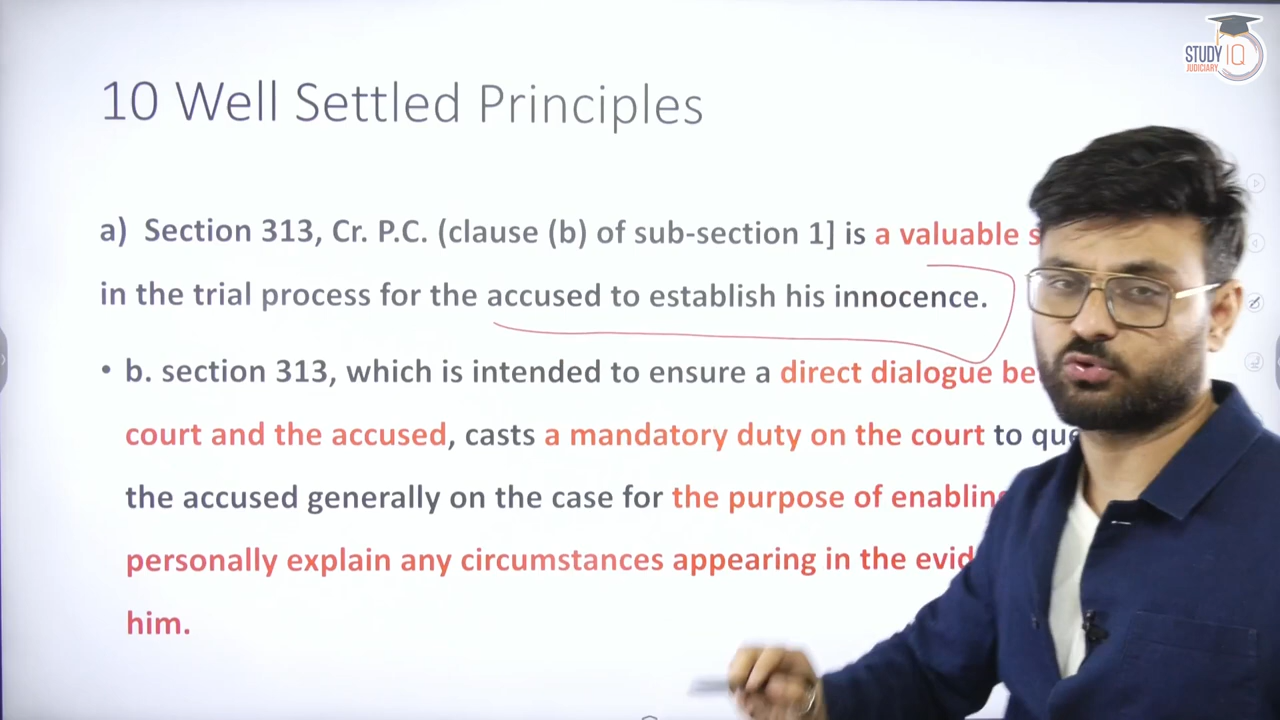 STUDY IQ
JUDICIARY
10 Well Settled Principles
a) Section 313, Cr. P.C. (clause (b) of sub-section 1] is a valuable
in the trial process for the accused to establish his innocence.
• b. section 313, which is intended to ensure a direct dialogue
court and the accused, casts a mandatory duty on the court to
the accused generally on the case for the purpose of
personally explain any circumstances appearing in the
him.